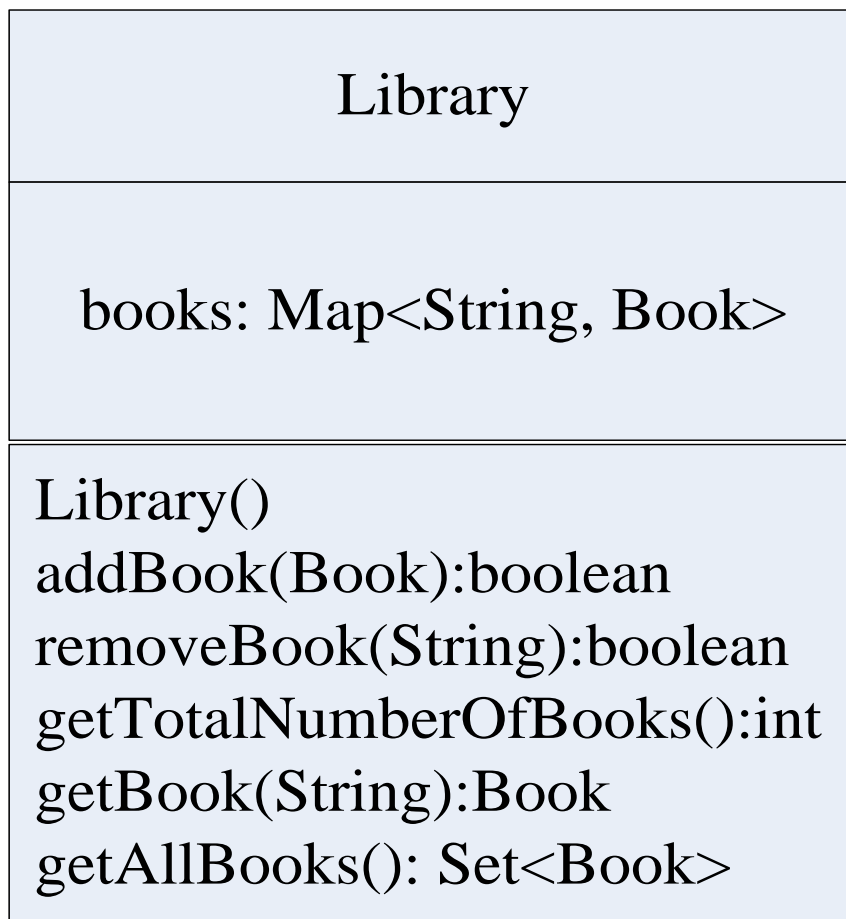 Library
books: Map<String, Book>
Library()
addBook(Book):boolean
removeBook(String):boolean
getTotalNumberOfBooks():int
getBook(String):Book
getAllBooks(): Set<Book>